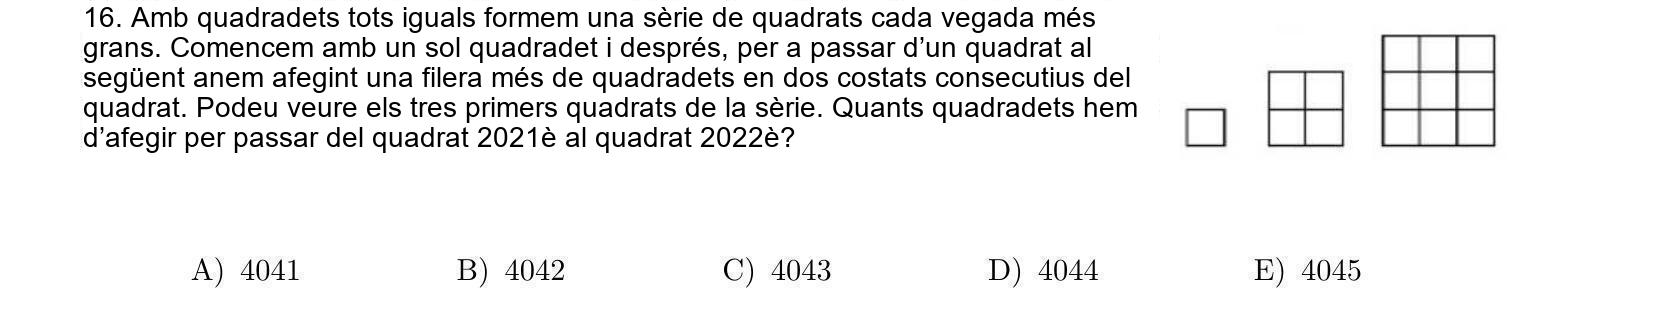 16. Amb quadradets tots iguals formem una sèrie de quadrats cada vegada més
grans. Comencem amb un sol quadradet i després, per a passar d’un quadrat al
següent anem afegint una filera més de quadradets en dos costats consecutius del
quadrat. Podeu veure els tres primers quadrats de la sèrie. Quants quadradets hem
d’afegir per passar del quadrat 2021è al quadrat 2022è?
A) 4041 B) 4042 C) 4043 D) 4044 E) 4045